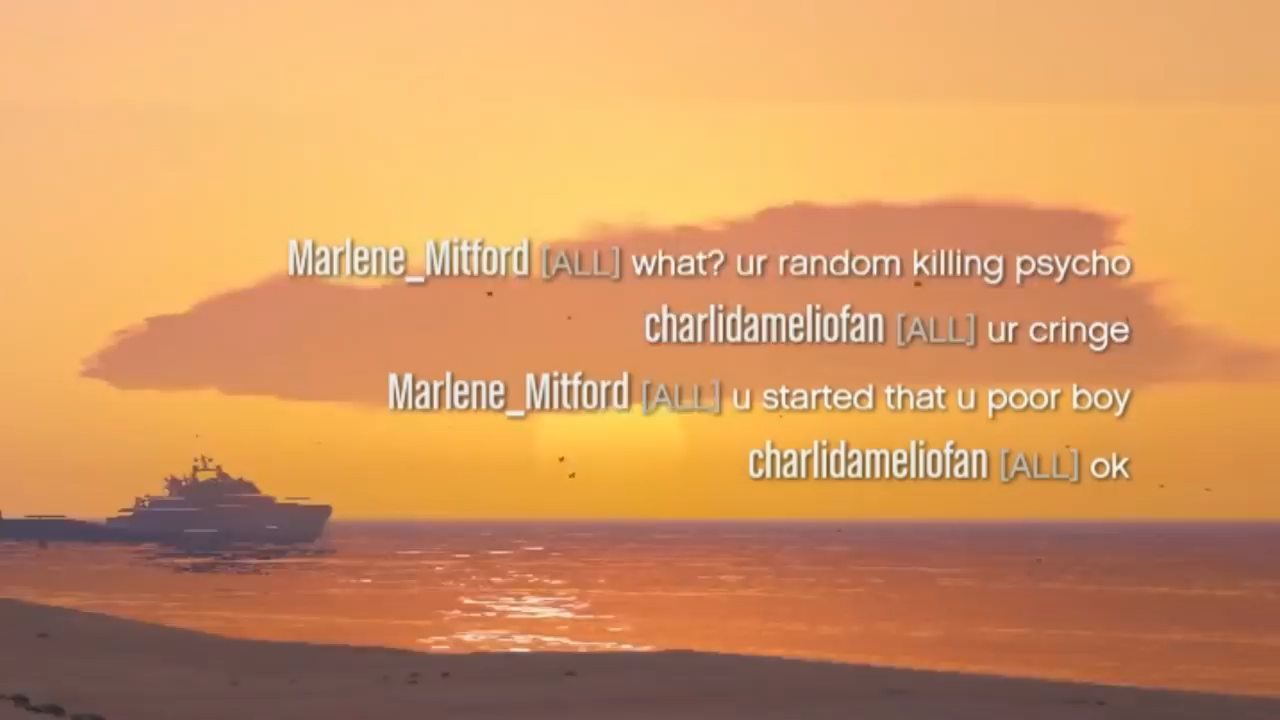 Marlene_Mitford [ALL] what? ur random killing psycho
charlidameliofan [ALL] ur cringe
Marlene_Mitford [ALL] u started that u poor boy
charlidameliofan [ALL] ok